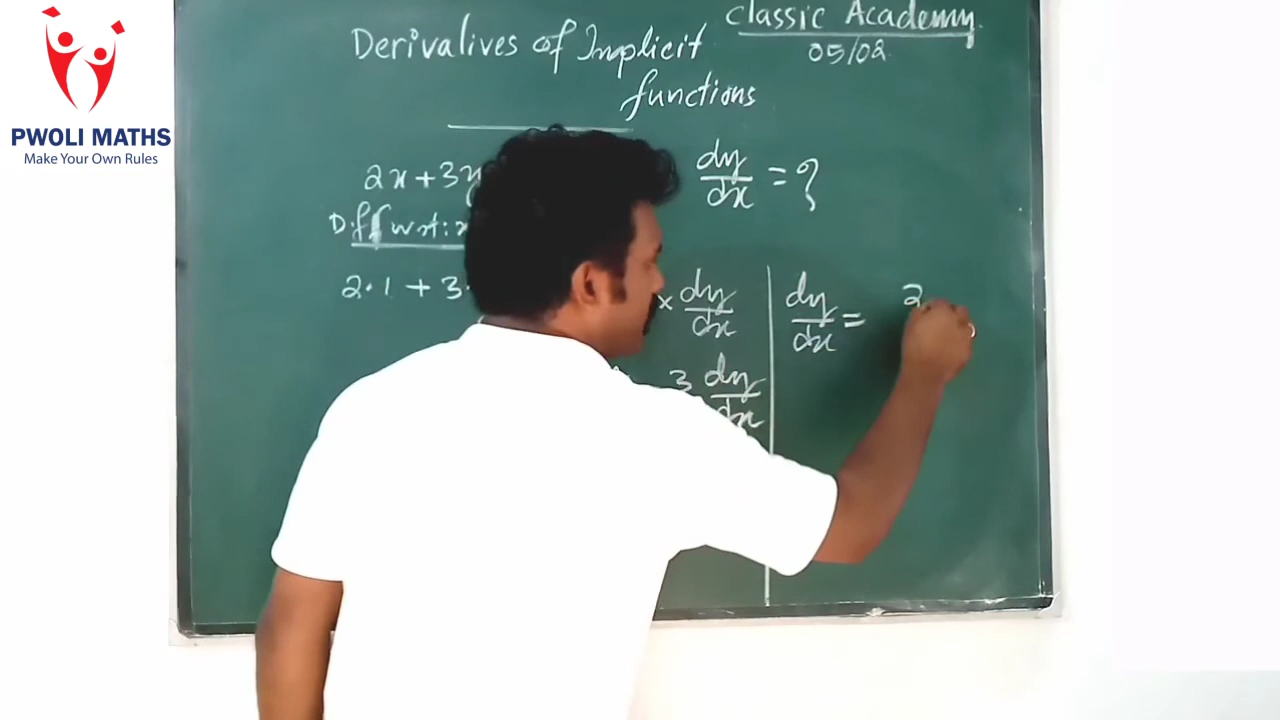 PWOLI MATHS
Make Your Own Rules
classic Academy.
05/02
Derivalives of Implicit
functions
2x+3y
dy/dx = ?
Diff w.r.t: x
2·1 + 3·
× dy/dx
3 dy/dx
dy/dx =
2